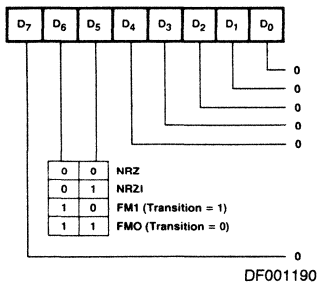 D7 D6 D5 D4 D3 D2 D1 D0
0
0
0
0
0
0 0 NRZ
0 1 NRZI
1 0 FM1 (Transition = 1)
1 1 FMO (Transition = 0)
0
DF001190